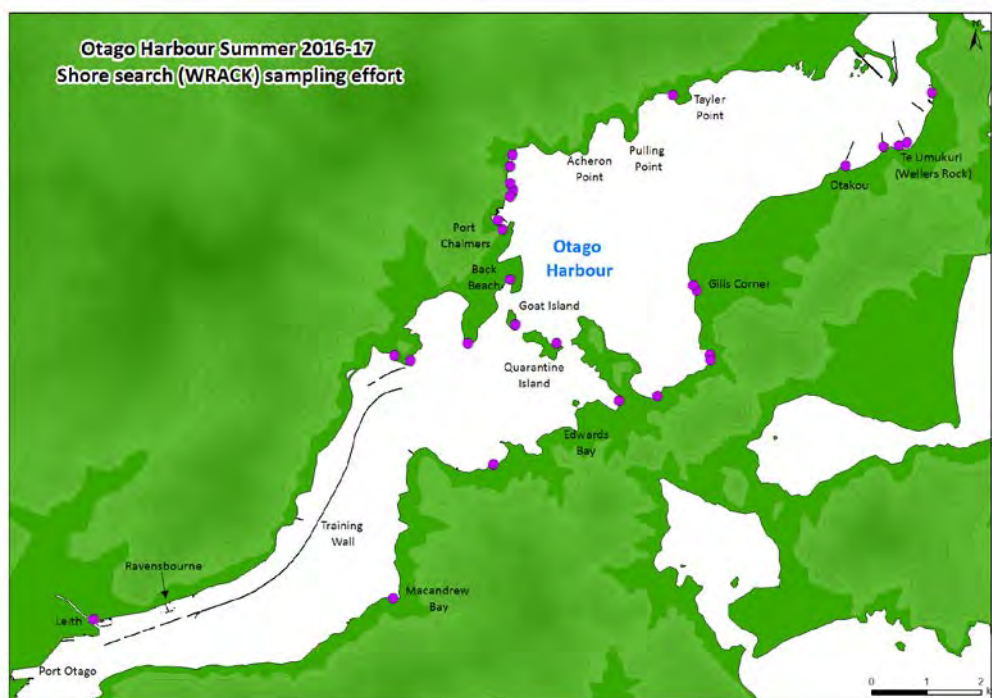 Otago Harbour Summer 2016-17
Shore search (WRACK) sampling effort
N
Tayler
Point
Pulling
Point
Acheron
Point
Te Umukuri
(Wellers Rock)
Otakou
Port
Chalmers
Otago
Harbour
Back
Beach
Gills Corner
Goat Island
Quarantine
Island
Edwards
Bay
Training
Wall
Ravensbourne
Macandrew
Bay
Leith
Port Otago
0 1 2